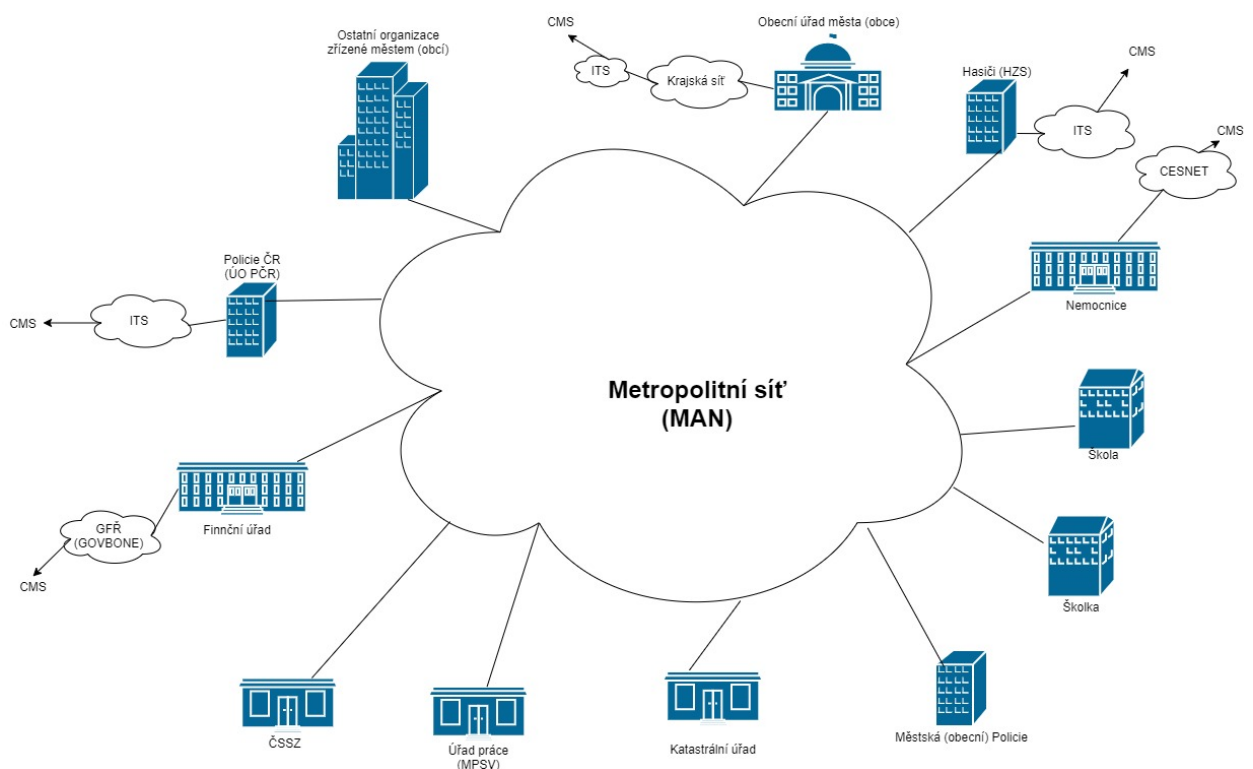 CMS
Obecní úřad města (obce)
Ostatní organizace
zřízené městem (obcí)
CMS
ITS
Krajská síť
Hasiči (HZS)
ITS
CMS
CESNET
Policie ČR
(ÚO PČR)
Nemocnice
CMS
ITS
Metropolitní síť
(MAN)
Škola
GFŘ
(GOVBONE)
Finnční úřad
CMS
Školka
ČSSZ
Úřad práce
(MPSV)
Katastrální úřad
Městská (obecní) Policie